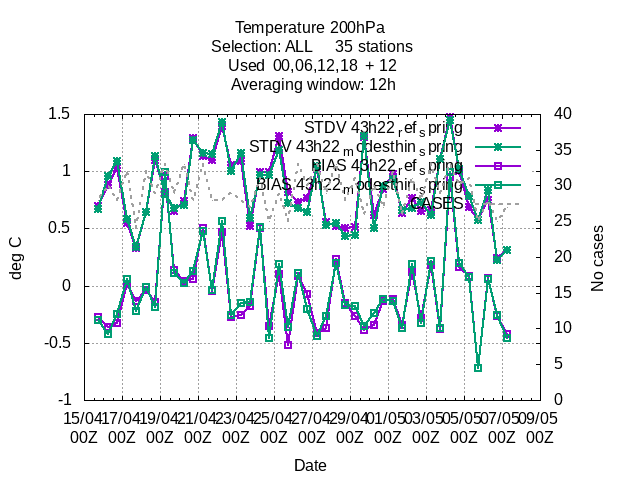 Temperature 200hPa
Selection: ALL     35 stations
Used  00,06,12,18  + 12
Averaging window: 12h
1.5
1
0.5
0
-0.5
-1
40
35
30
25
20
15
10
5
0
STDV 43h22_ref_spring
STDV 43h22_modesthin_spring
BIAS 43h22_ref_spring
BIAS 43h22_modesthin_spring
CASES
deg C
No cases
15/04 17/04 19/04 21/04 23/04 25/04 27/04 29/04 01/05 03/05 05/05 07/05 09/05
00Z 00Z 00Z 00Z 00Z 00Z 00Z 00Z 00Z 00Z 00Z 00Z 00Z
Date